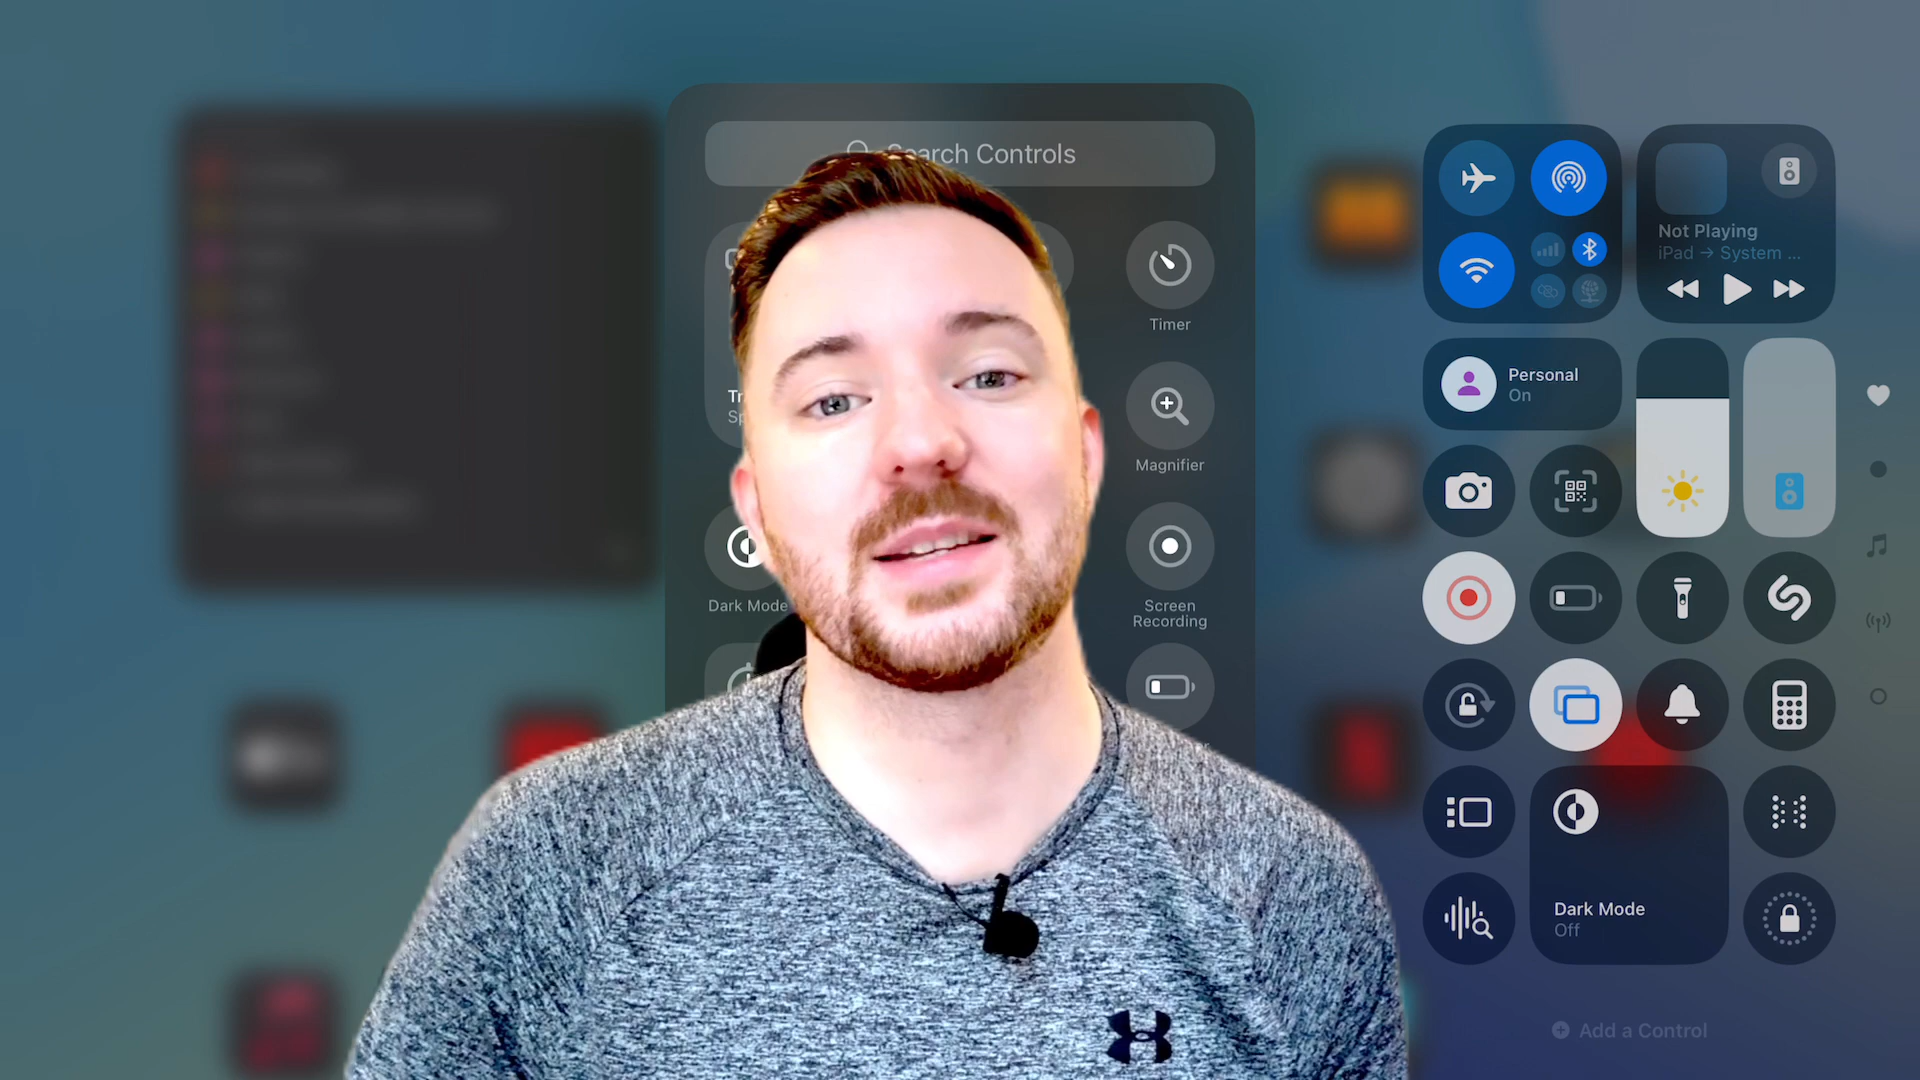 Search Controls
Timer
Magnifier
Dark Mode
Screen
Recording
Not Playing
iPad → System ...
Personal
On
Dark Mode
Off
Add a Control